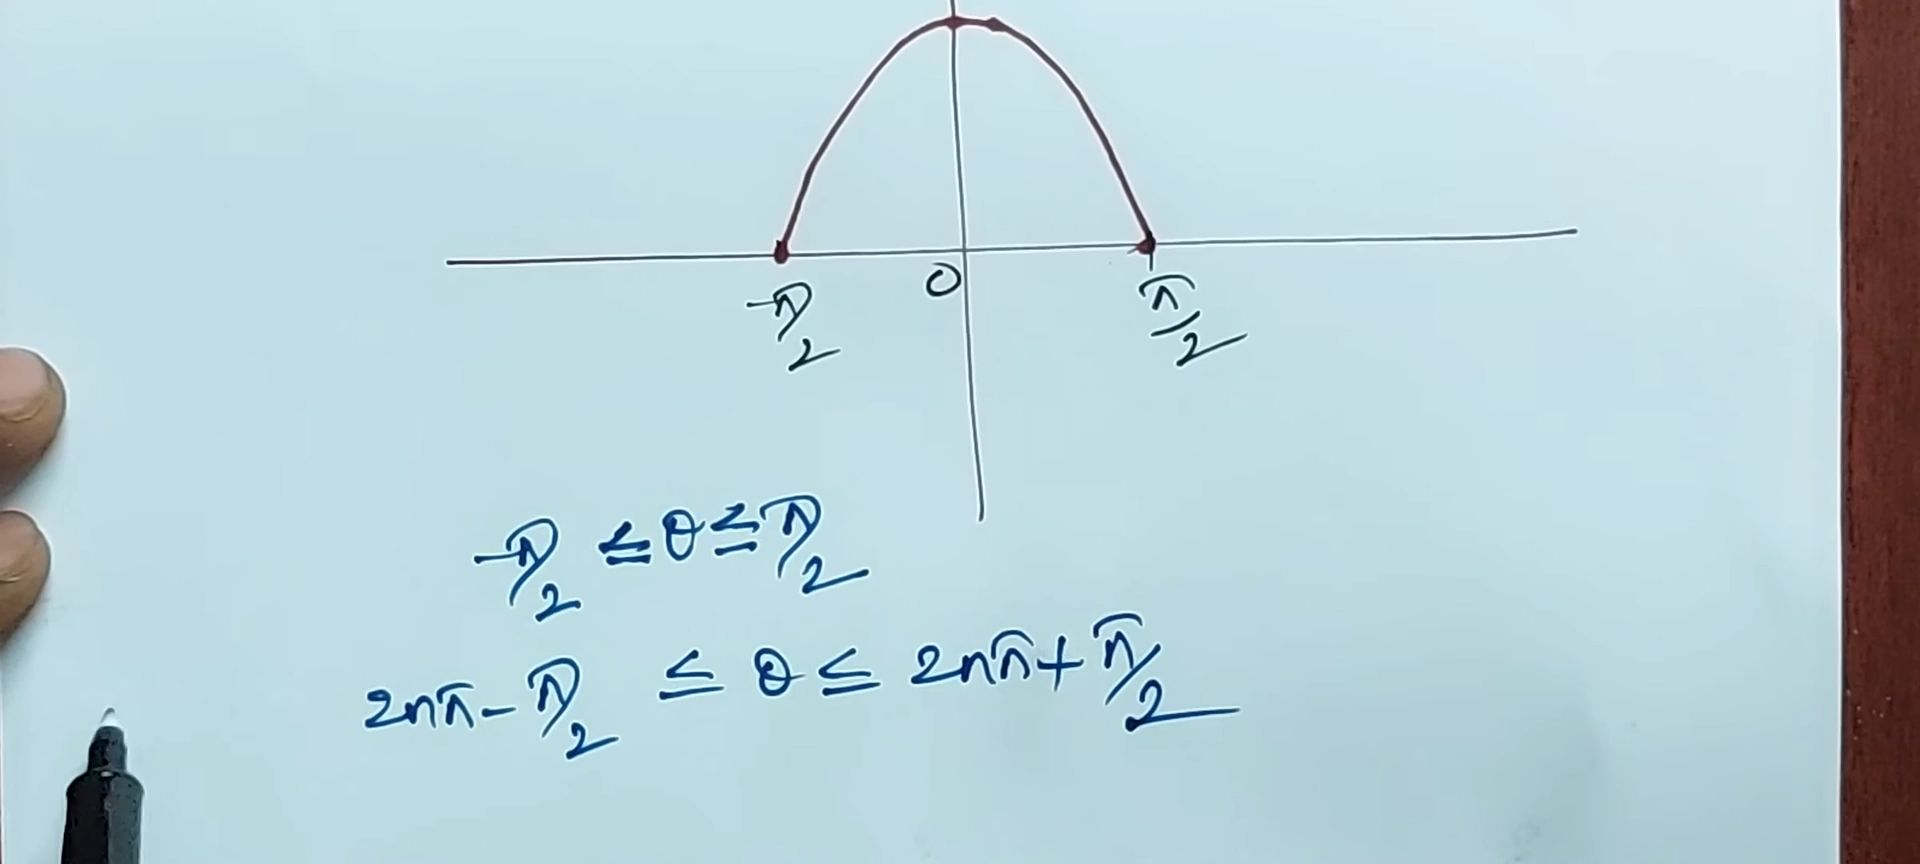 -π/2 0 π/2
-π/2 ≤ θ ≤ π/2
2nπ - π/2 ≤ θ ≤ 2nπ + π/2